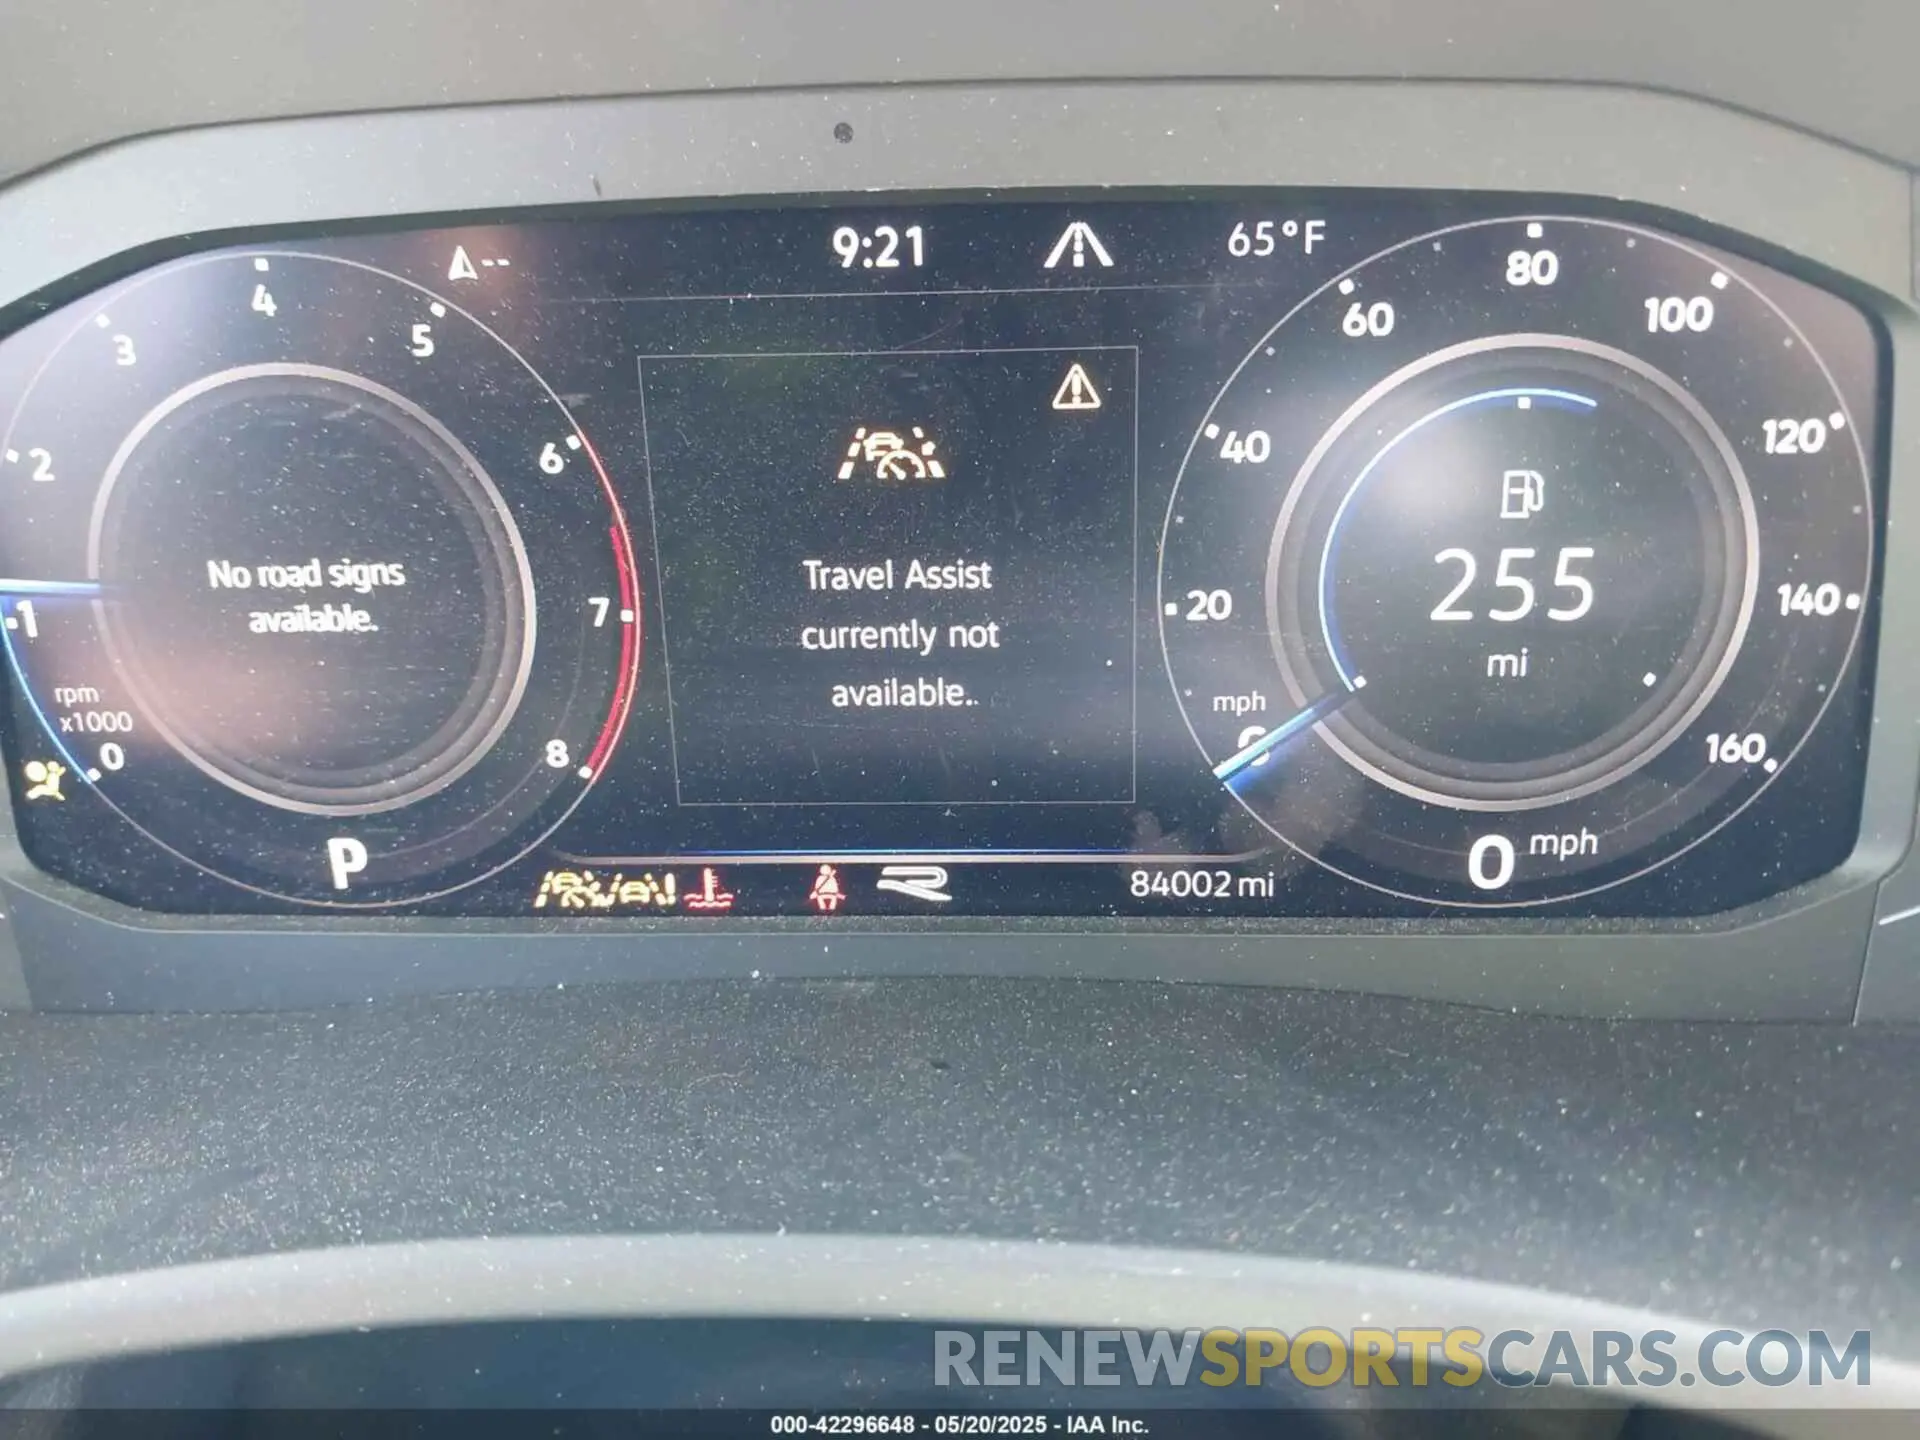 9:21
65°F
--
4
3
5
2
6
1
7
rpm
x1000
0
8
No road signs
available.
P
Travel Assist
currently not
available.
80
60
100
40
120
20
140
mph
160
255
mi
0 mph
84002 mi
RENEWSPORTSCARS.COM
000-42296648 - 05/20/2025 - IAA Inc.